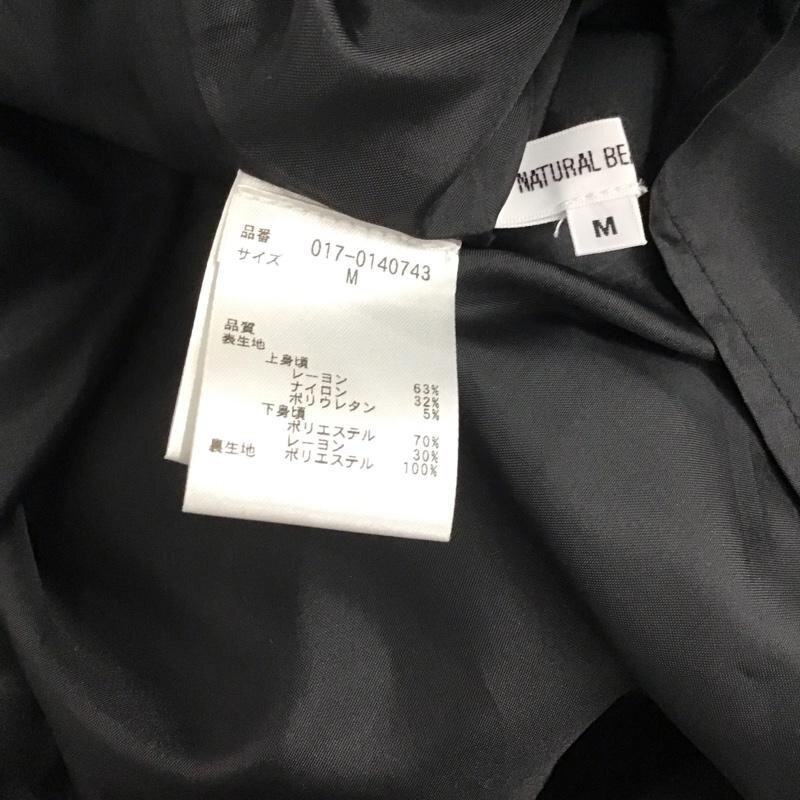 品番 017-0140743
サイズ M
品質
表生地
上身頃
レーヨン 63%
ナイロン 32%
ポリウレタン 5%
下身頃
ポリエステル 70%
レーヨン 30%
裏生地 ポリエステル 100%
NATURAL
M